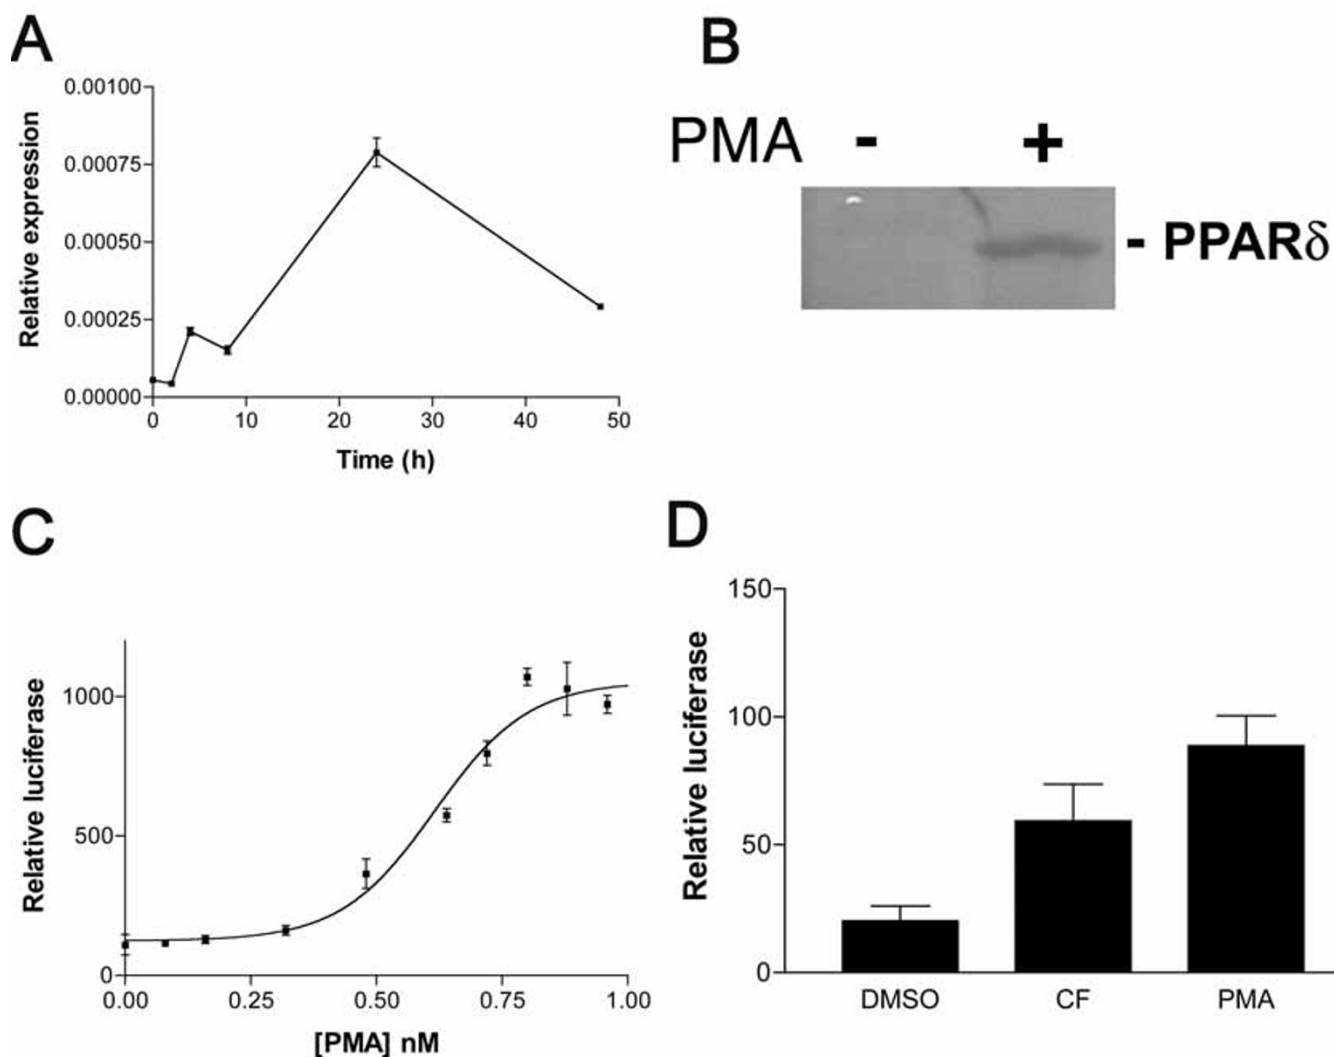 A
Relative expression
0.00100
0.00075
0.00050
0.00025
0.00000
0 10 20 30 40 50
Time (h)
B
PMA - +
- PPARδ
C
Relative luciferase
1000
500
0
0.00 0.25 0.50 0.75 1.00
[PMA] nM
D
Relative luciferase
150
100
50
0
DMSO CF PMA